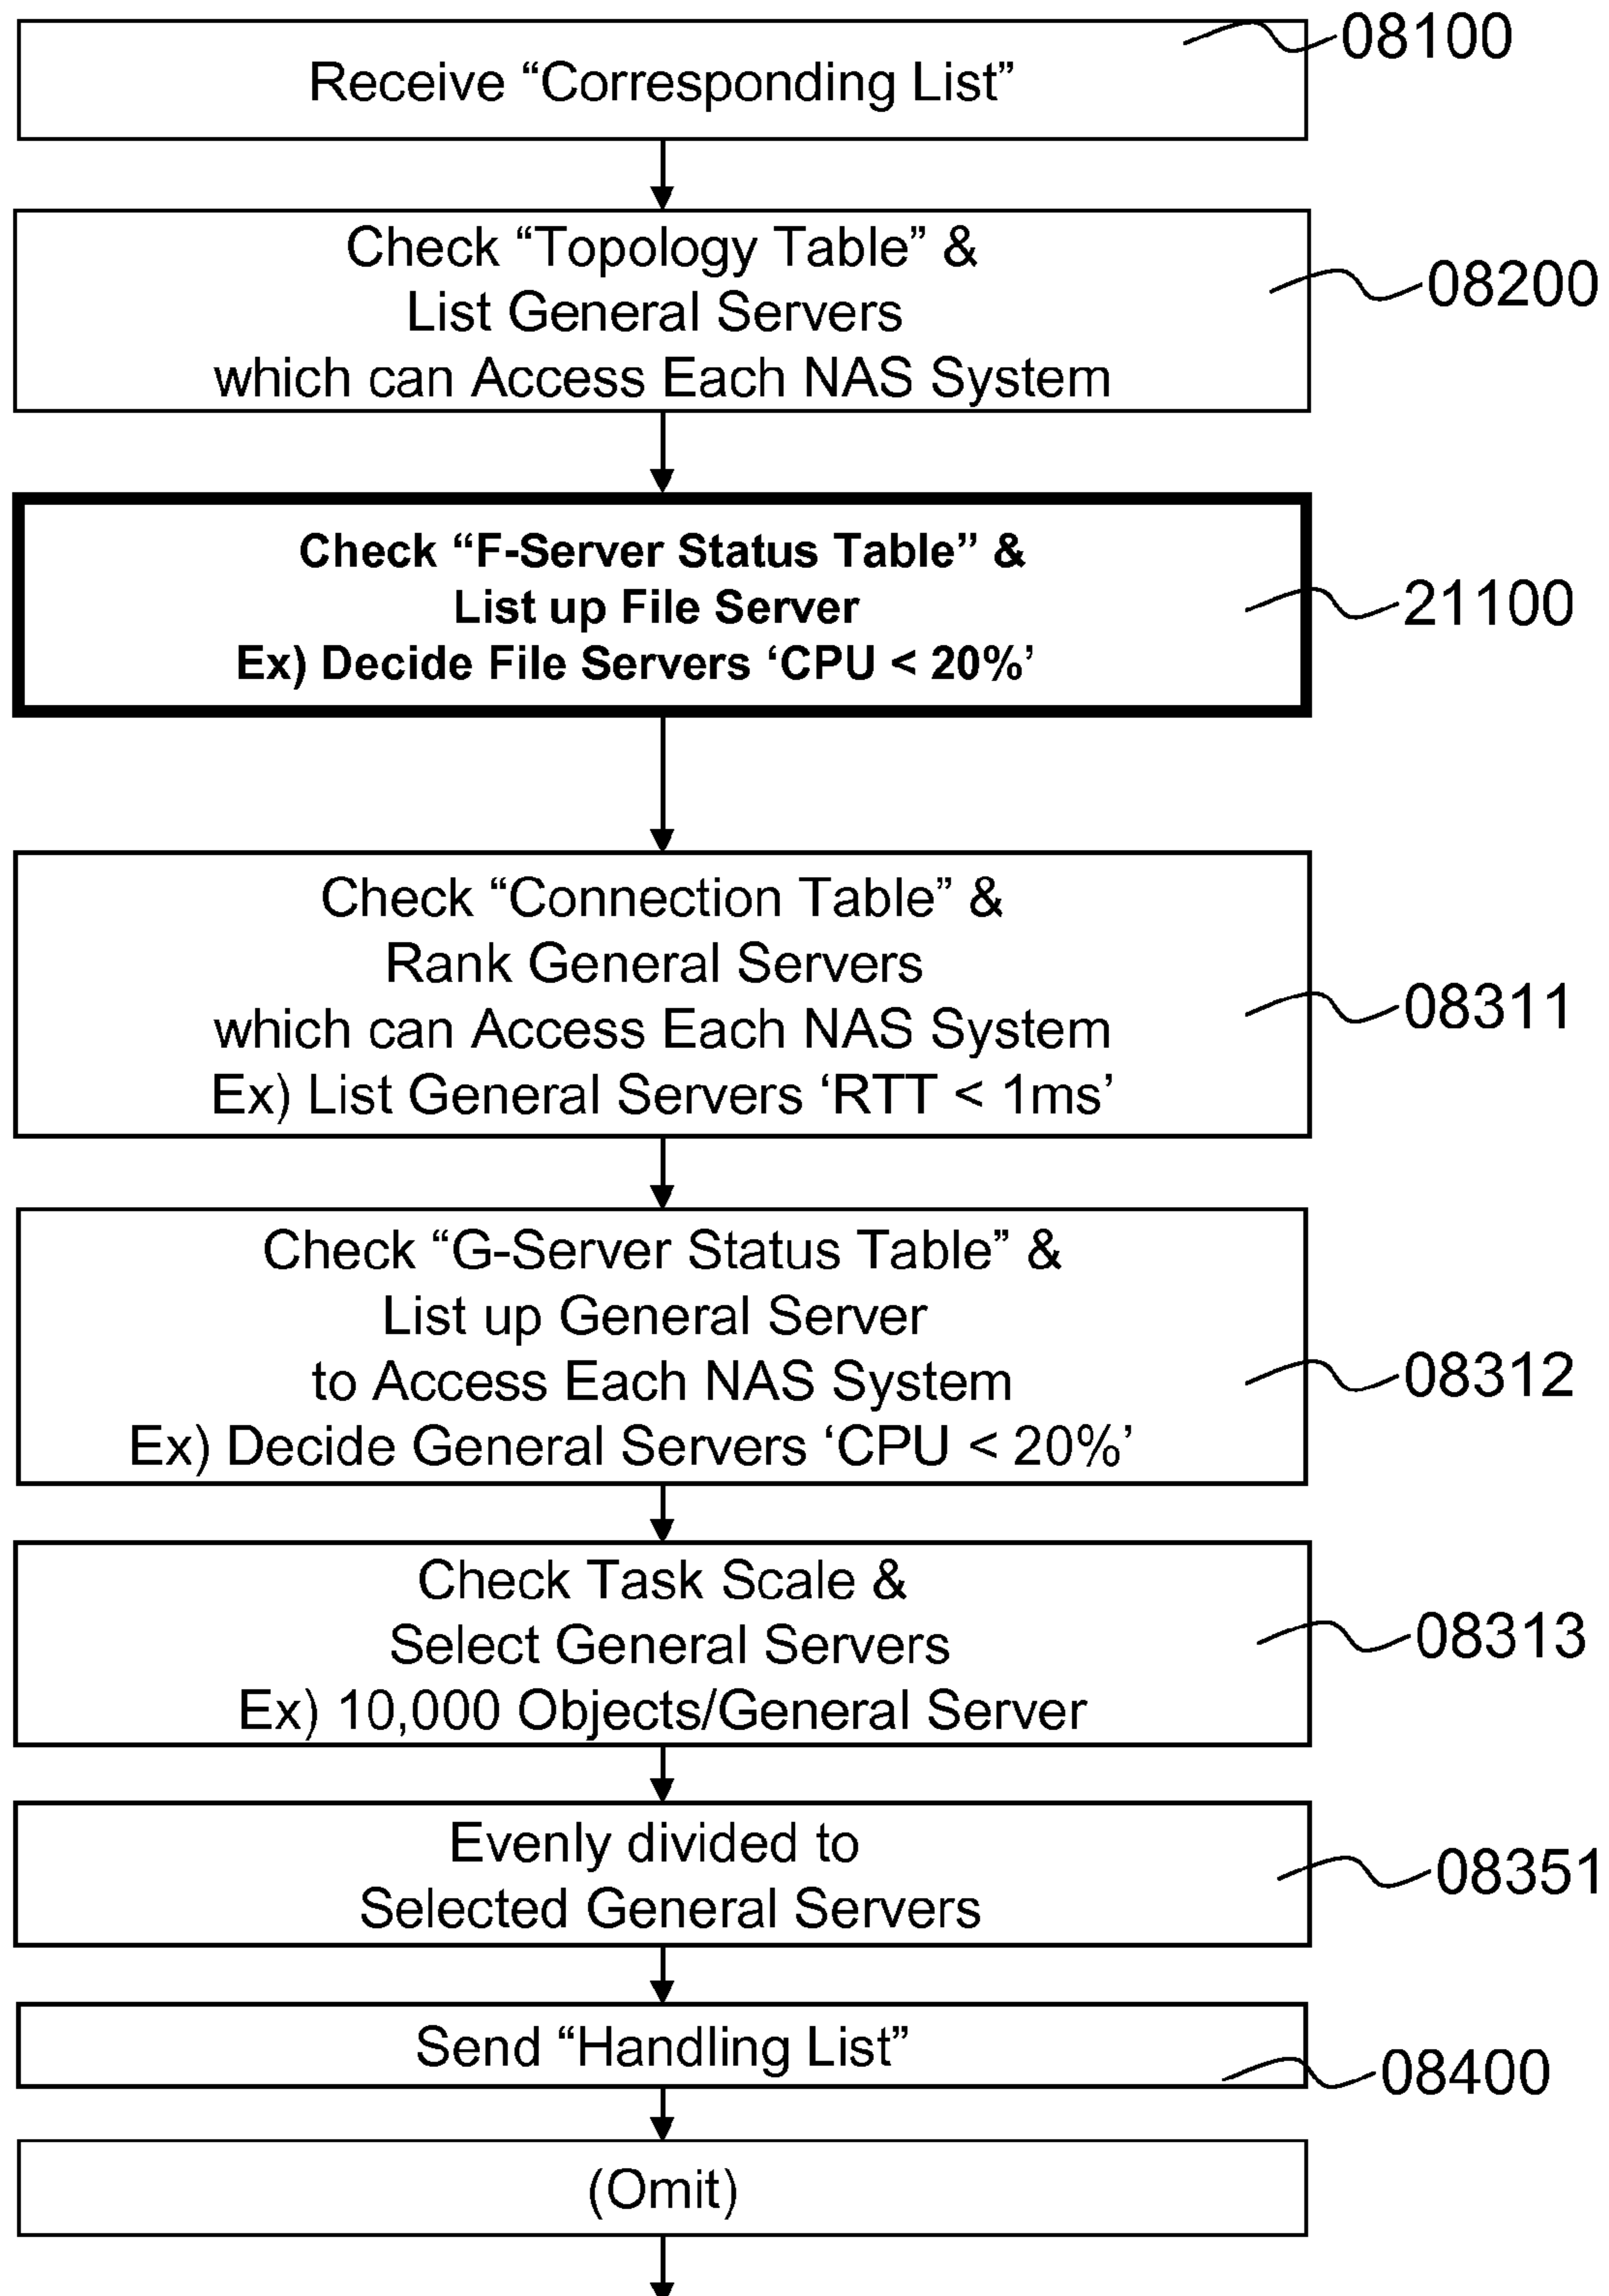 08100
Receive “Corresponding List”
Check “Topology Table” &
List General Servers
which can Access Each NAS System
08200
Check “F-Server Status Table” &
List up File Server
Ex) Decide File Servers ‘CPU < 20%’
21100
Check “Connection Table” &
Rank General Servers
which can Access Each NAS System
Ex) List General Servers ‘RTT < 1ms’
08311
Check “G-Server Status Table” &
List up General Server
to Access Each NAS System
Ex) Decide General Servers ‘CPU < 20%’
08312
Check Task Scale &
Select General Servers
Ex) 10,000 Objects/General Server
08313
Evenly divided to
Selected General Servers
08351
Send “Handling List”
08400
(Omit)